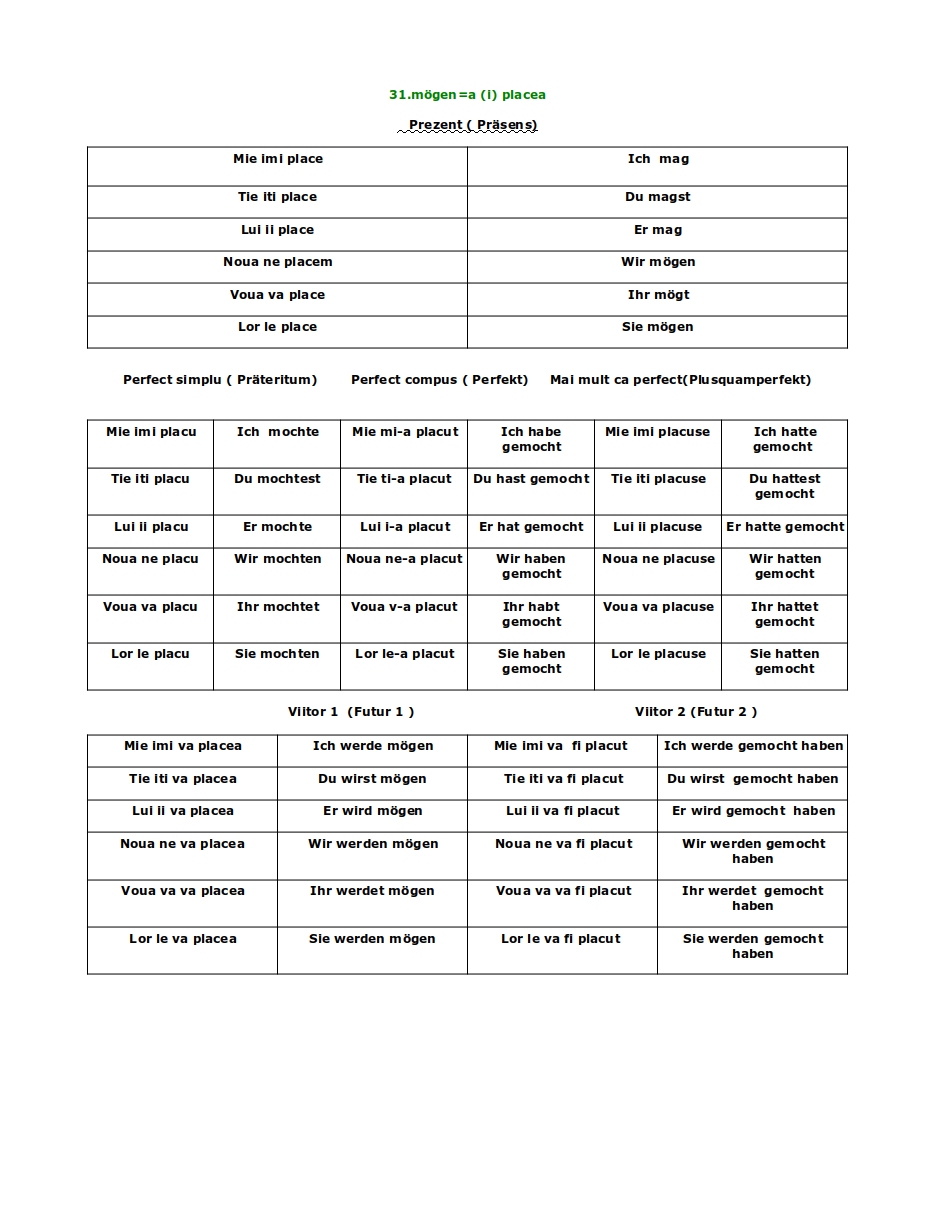 31.mögen=a (i) placea
Prezent ( Präsens)
Mie imi place Ich mag
Tie iti place Du magst
Lui ii place Er mag
Noua ne placem Wir mögen
Voua va place Ihr mögt
Lor le place Sie mögen
Perfect simplu ( Präteritum) Perfect compus ( Perfekt) Mai mult ca perfect(Plusquamperfekt)
Mie imi placu Ich mochte Mie mi-a placut Ich habe gemocht Mie imi placuse Ich hatte gemocht
Tie iti placu Du mochtest Tie ti-a placut Du hast gemocht Tie iti placuse Du hattest gemocht
Lui ii placu Er mochte Lui i-a placut Er hat gemocht Lui ii placuse Er hatte gemocht
Noua ne placu Wir mochten Noua ne-a placut Wir haben gemocht Noua ne placuse Wir hatten gemocht
Voua va placu Ihr mochtet Voua v-a placut Ihr habt gemocht Voua va placuse Ihr hattet gemocht
Lor le placu Sie mochten Lor le-a placut Sie haben gemocht Lor le placuse Sie hatten gemocht
Viitor 1 (Futur 1 ) Viitor 2 (Futur 2 )
Mie imi va placea Ich werde mögen Mie imi va fi placut Ich werde gemocht haben
Tie iti va placea Du wirst mögen Tie iti va fi placut Du wirst gemocht haben
Lui ii va placea Er wird mögen Lui ii va fi placut Er wird gemocht haben
Noua ne va placea Wir werden mögen Noua ne va fi placut Wir werden gemocht haben
Voua va va placea Ihr werdet mögen Voua va va fi placut Ihr werdet gemocht haben
Lor le va placea Sie werden mögen Lor le va fi placut Sie werden gemocht haben